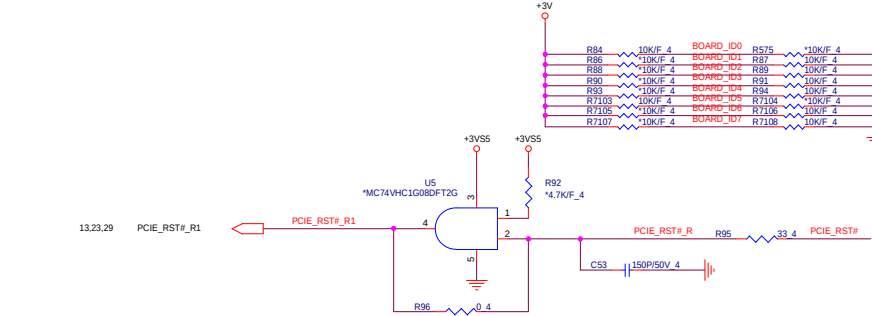 +3V
R84 10K/F_4 BOARD_ID0 R575 *10K/F_4
R86 *10K/F_4 BOARD_ID1 R87 10K/F_4
R88 *10K/F_4 BOARD_ID2 R89 10K/F_4
R90 *10K/F_4 BOARD_ID3 R91 10K/F_4
R93 *10K/F_4 BOARD_ID4 R94 10K/F_4
R7103 10K/F_4 BOARD_ID5 R7104 *10K/F_4
R7105 *10K/F_4 BOARD_ID6 R7106 10K/F_4
R7107 *10K/F_4 BOARD_ID7 R7108 10K/F_4
+3VS5 +3VS5
U5
*MC74VHC1G08DFT2G
R92
*4.7K/F_4
3
1
4
2
5
13,23,29 PCIE_RST#_R1 PCIE_RST#_R1
PCIE_RST#_R R95 33_4 PCIE_RST#
C53 150P/50V_4
R96 0_4